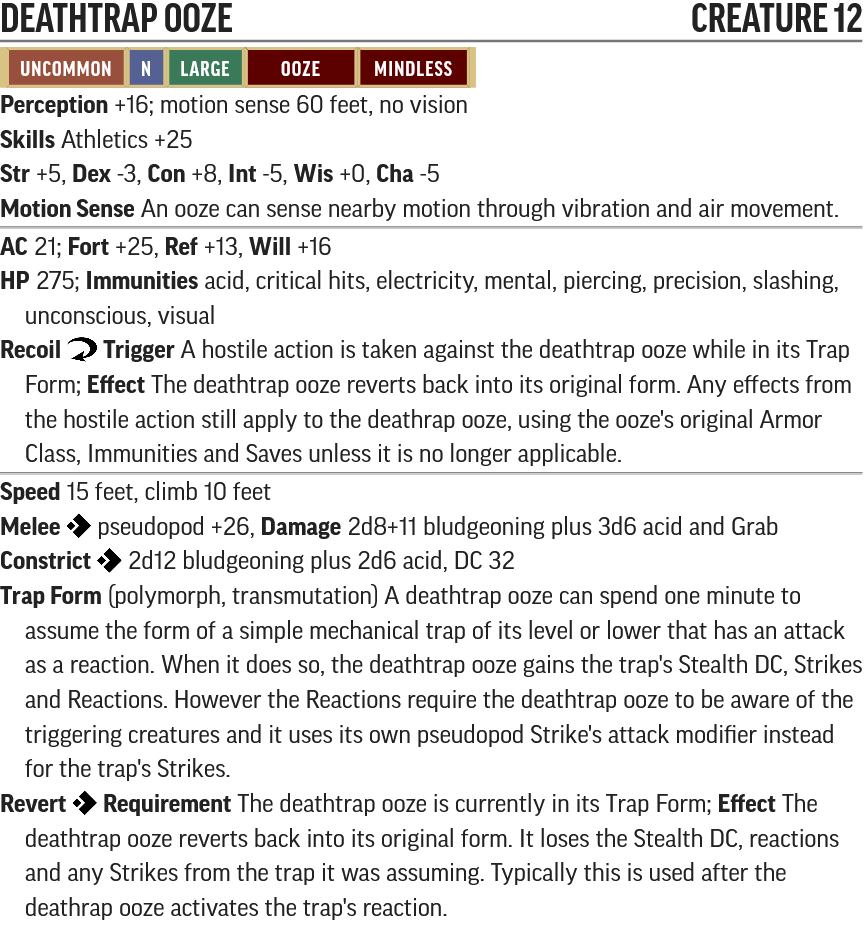 DEATHTRAP OOZE CREATURE 12
UNCOMMON N LARGE OOZE MINDLESS
Perception +16; motion sense 60 feet, no vision
Skills Athletics +25
Str +5, Dex -3, Con +8, Int -5, Wis +0, Cha -5
Motion Sense An ooze can sense nearby motion through vibration and air movement.
AC 21; Fort +25, Ref +13, Will +16
HP 275; Immunities acid, critical hits, electricity, mental, piercing, precision, slashing,
unconscious, visual
Recoil Trigger A hostile action is taken against the deathtrap ooze while in its Trap
Form; Effect The deathtrap ooze reverts back into its original form. Any effects from
the hostile action still apply to the deathrap ooze, using the ooze's original Armor
Class, Immunities and Saves unless it is no longer applicable.
Speed 15 feet, climb 10 feet
Melee pseudopod +26, Damage 2d8+11 bludgeoning plus 3d6 acid and Grab
Constrict 2d12 bludgeoning plus 2d6 acid, DC 32
Trap Form (polymorph, transmutation) A deathtrap ooze can spend one minute to
assume the form of a simple mechanical trap of its level or lower that has an attack
as a reaction. When it does so, the deathtrap ooze gains the trap's Stealth DC, Strikes
and Reactions. However the Reactions require the deathtrap ooze to be aware of the
triggering creatures and it uses its own pseudopod Strike's attack modifier instead
for the trap's Strikes.
Revert Requirement The deathtrap ooze is currently in its Trap Form; Effect The
deathtrap ooze reverts back into its original form. It loses the Stealth DC, reactions
and any Strikes from the trap it was assuming. Typically this is used after the
deathrap ooze activates the trap's reaction.